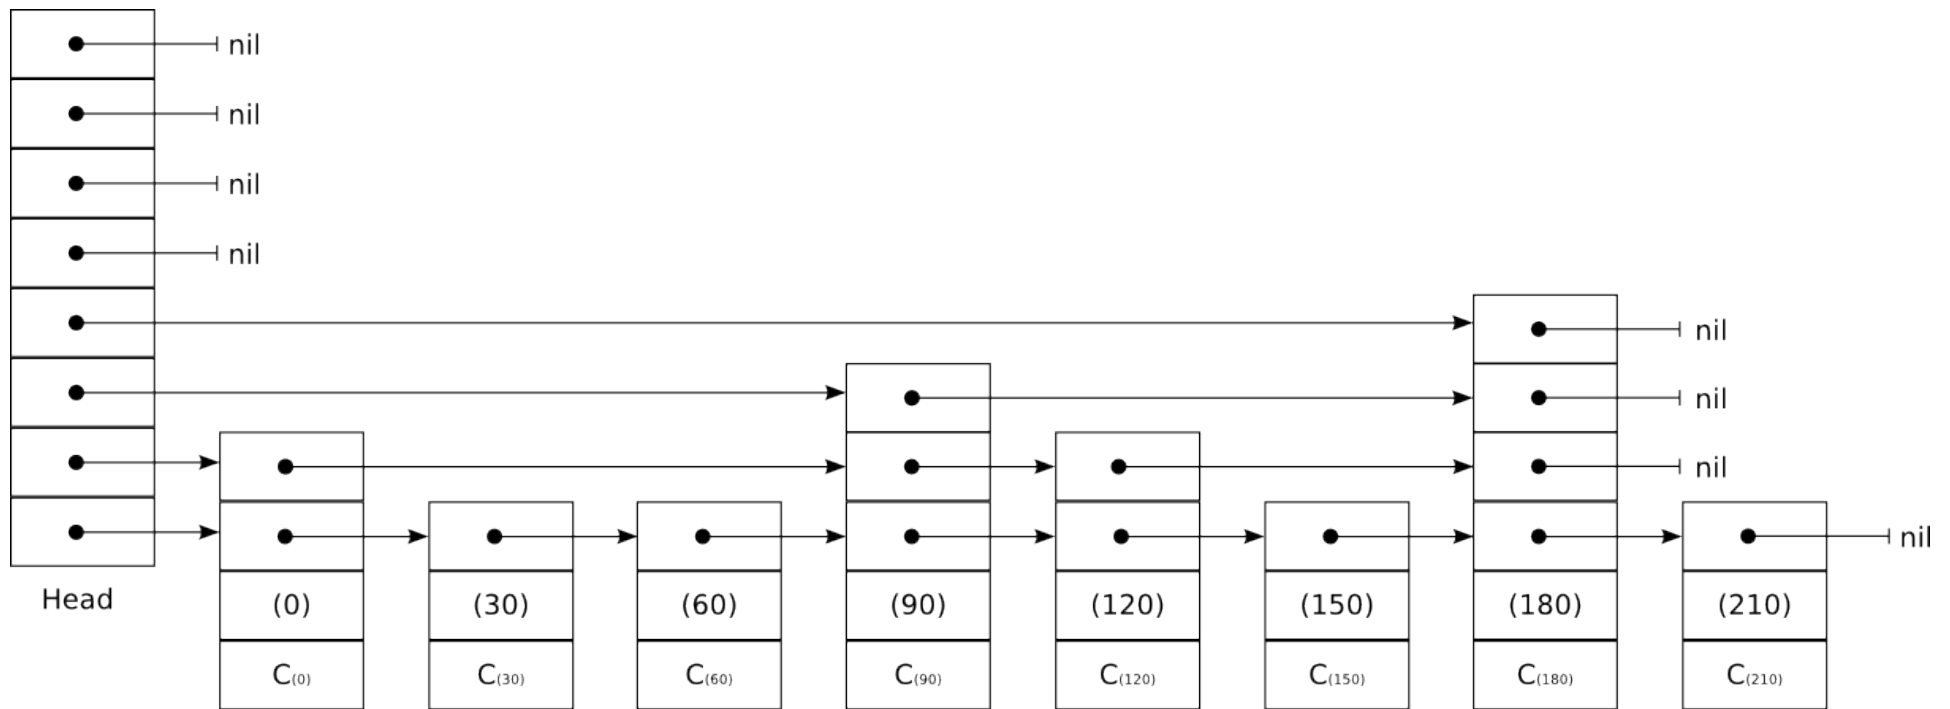 nil
nil
nil
nil
nil
nil
nil
nil
Head
(0) (30) (60) (90) (120) (150) (180) (210)
C(0) C(30) C(60) C(90) C(120) C(150) C(180) C(210)